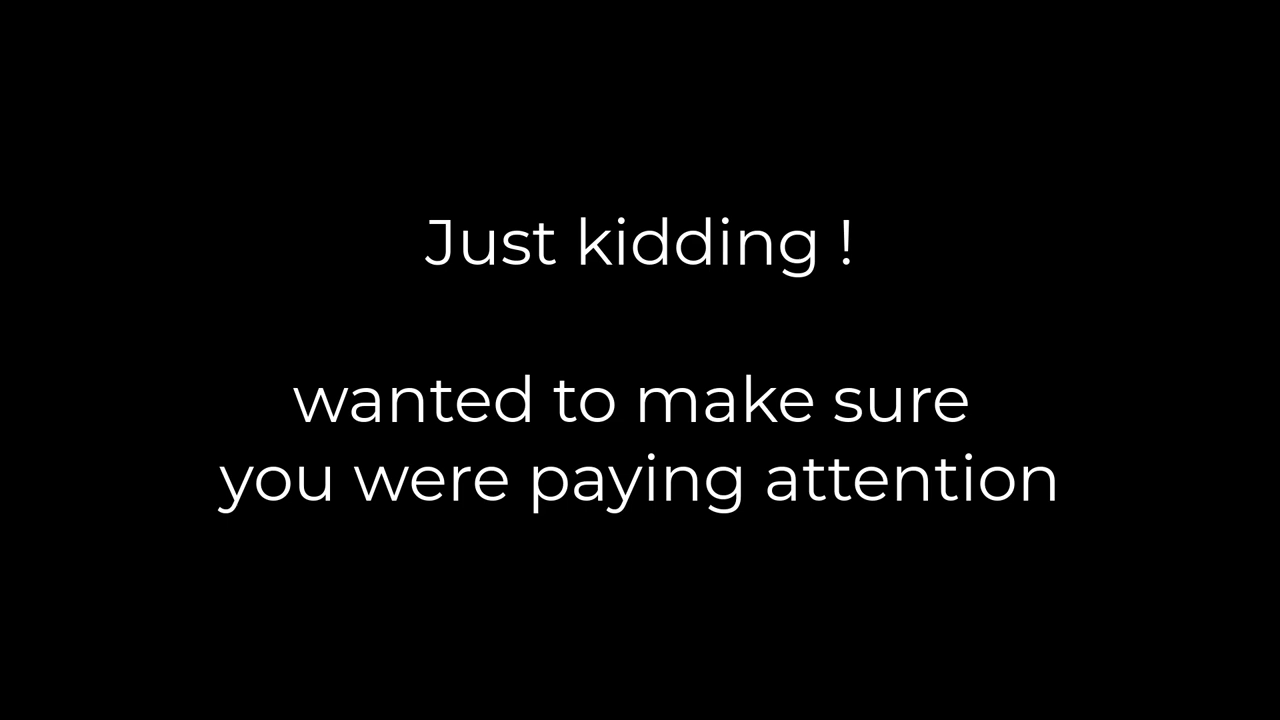 Just kidding !
wanted to make sure
you were paying attention